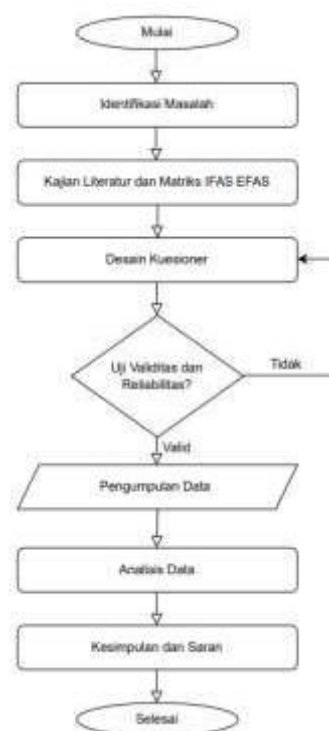 Mulai
Identifikasi Masalah
Kajian Literatur dan Matriks IFAS EFAS
Desain Kuesioner
Uji Validitas dan
Reliabilitas?
Tidak
Valid
Pengumpulan Data
Analisis Data
Kesimpulan dan Saran
Selesai